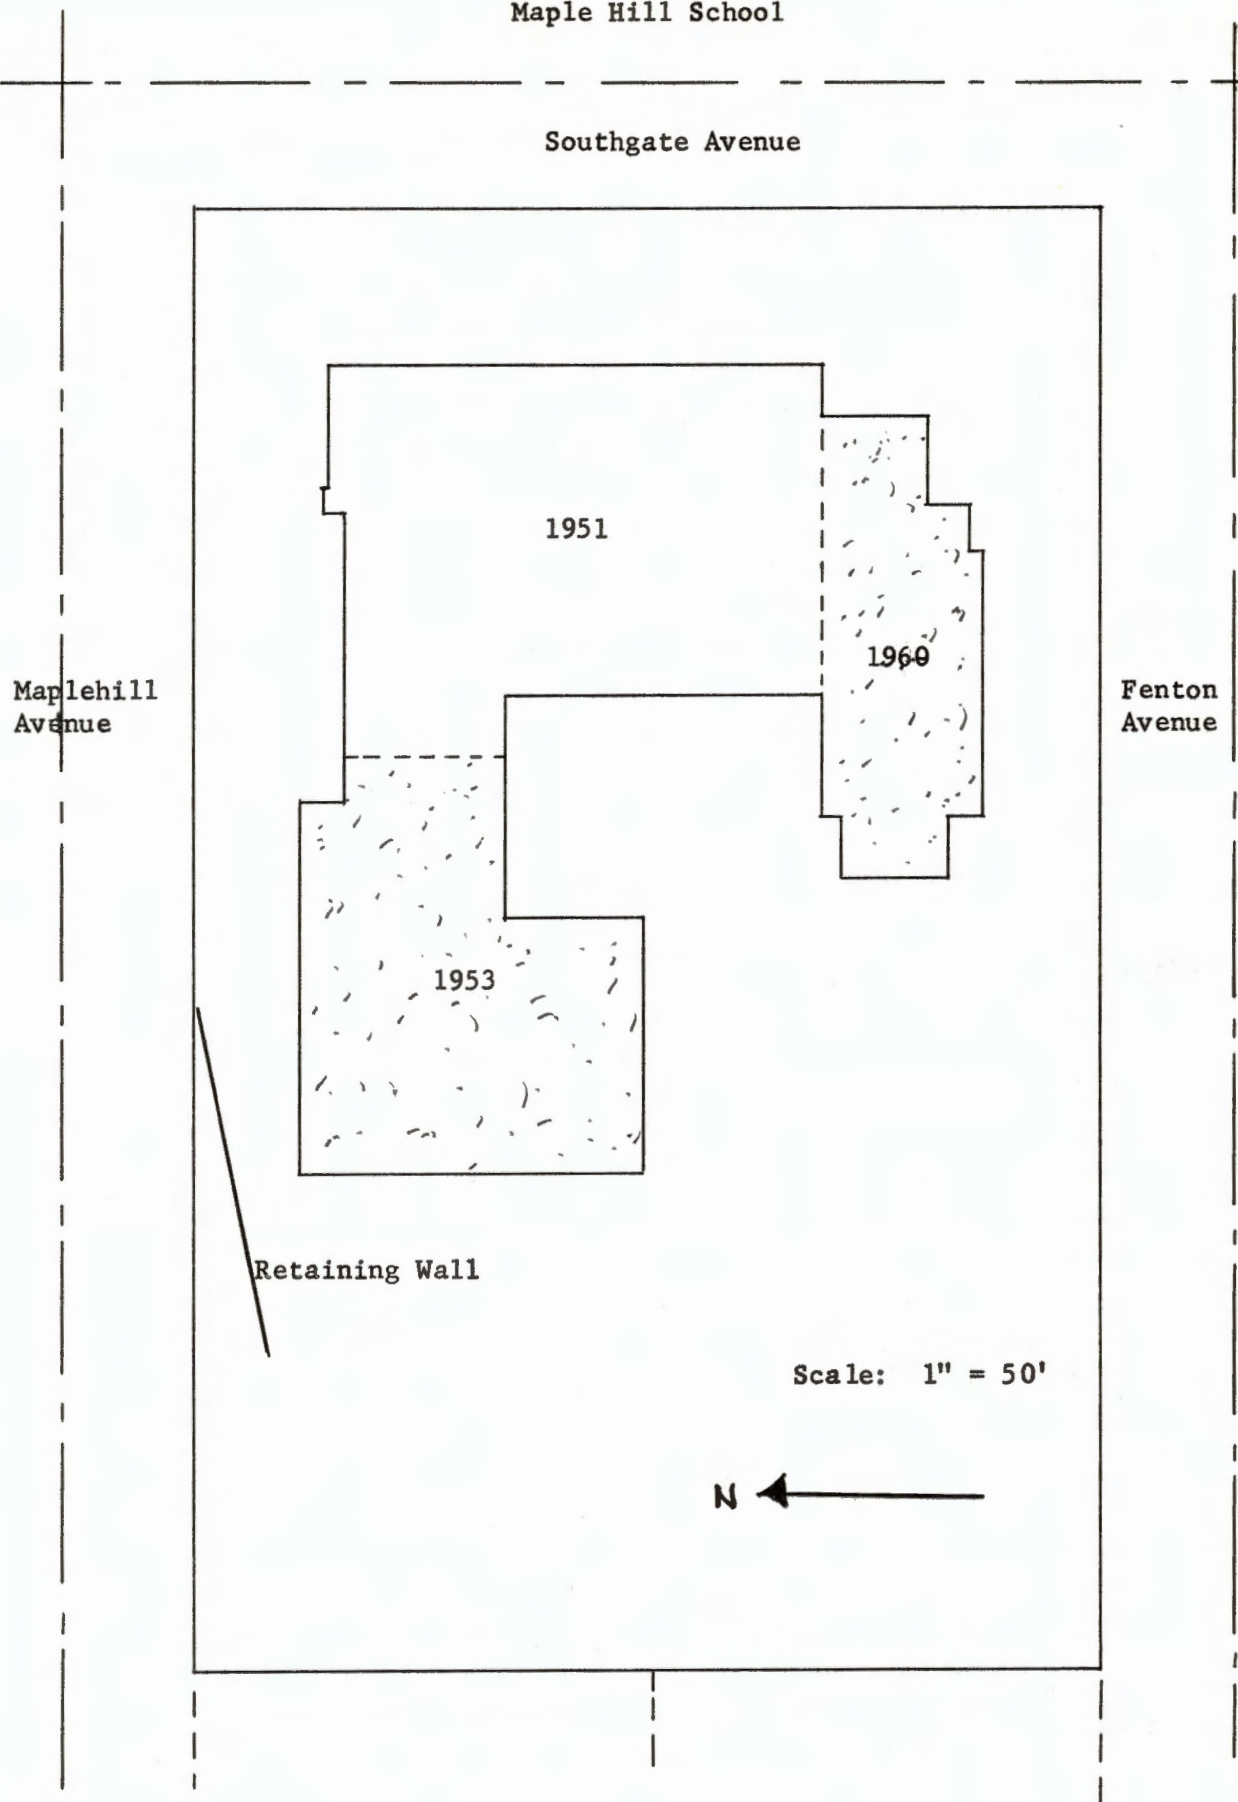 Maple Hill School
Southgate Avenue
1951
1960
Maplehill
Avenue
Fenton
Avenue
1953
Retaining Wall
Scale: 1" = 50'
N